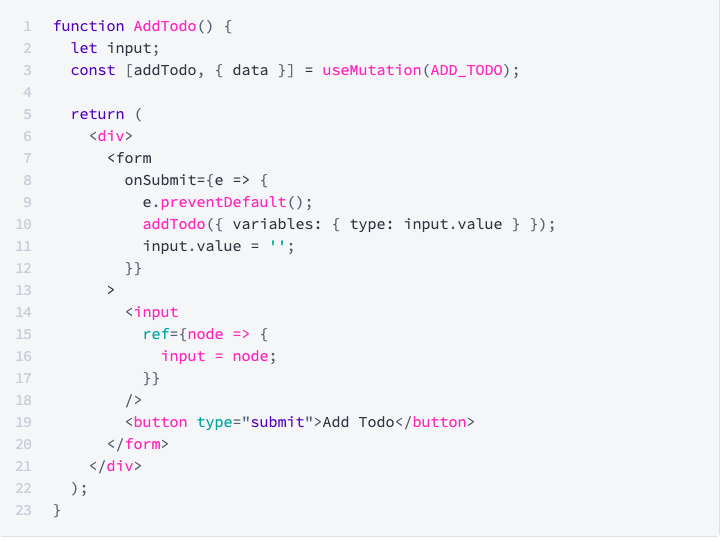 1 function AddTodo() {
2   let input;
3   const [addTodo, { data }] = useMutation(ADD_TODO);
4
5   return (
6     <div>
7       <form
8         onSubmit={e => {
9           e.preventDefault();
10           addTodo({ variables: { type: input.value } });
11           input.value = '';
12         }}
13       >
14         <input
15           ref={node => {
16             input = node;
17           }}
18         />
19         <button type="submit">Add Todo</button>
20       </form>
21     </div>
22   );
23 }